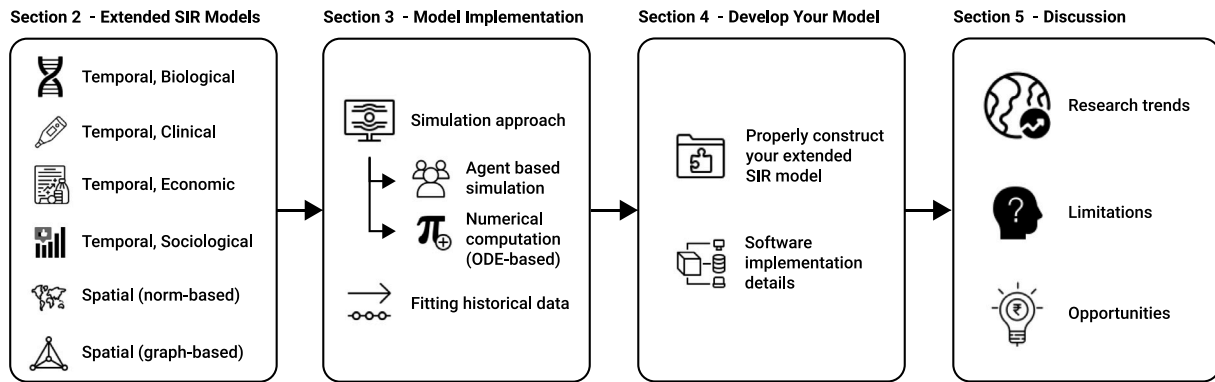 Section 2 - Extended SIR Models
Temporal, Biological
Temporal, Clinical
Temporal, Economic
Temporal, Sociological
Spatial (norm-based)
Spatial (graph-based)
Section 3 - Model Implementation
Simulation approach
Agent based
simulation
π
Numerical
computation
(ODE-based)
Fitting historical data
Section 4 - Develop Your Model
Properly construct
your extended
SIR model
Software
implementation
details
Section 5 - Discussion
Research trends
?
Limitations
₹
Opportunities